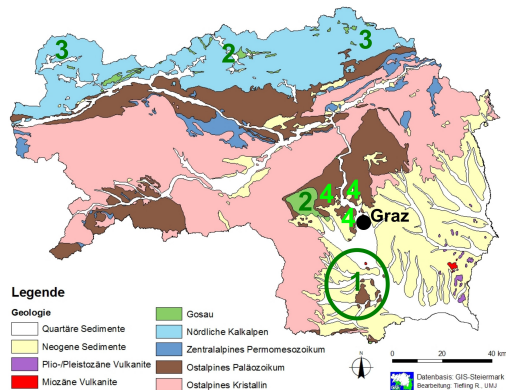 3
2
3
4
4
2
4
Graz
1
Legende
Geologie
Quartäre Sedimente
Neogene Sedimente
Plio-/Pleistozäne Vulkanite
Miozäne Vulkanite
Gosau
Nördliche Kalkalpen
Zentralalpines Permomesozoikum
Ostalpines Paläozoikum
Ostalpines Kristallin
N
0
20
40 km
Datenbasis: GIS-Steiermark
Bearbeitung: Tiefling R., UMJ